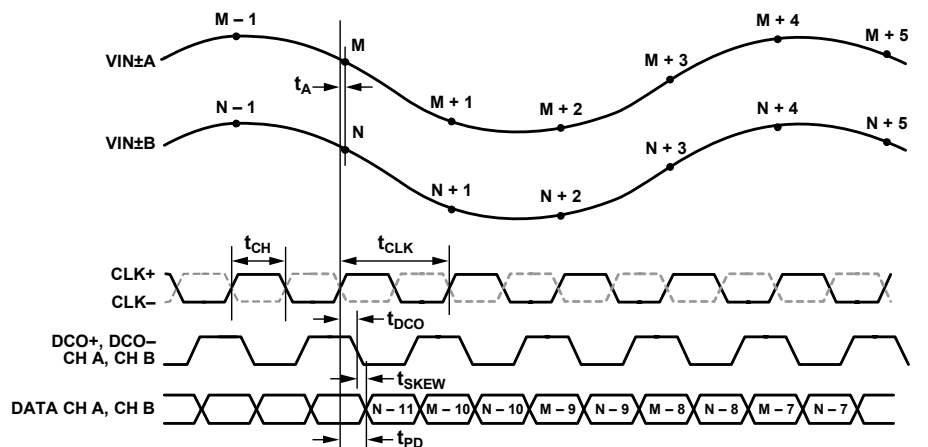 M – 1
M
M + 1
M + 2
M + 3
M + 4
M + 5
VIN±A
tA
N – 1
N
N + 1
N + 2
N + 3
N + 4
N + 5
VIN±B
tCH
tCLK
CLK+
CLK–
tDCO
DCO+, DCO–
CH A, CH B
tSKEW
DATA CH A, CH B
N – 11 M – 10 N – 10 M – 9 N – 9 M – 8 N – 8 M – 7 N – 7
tPD